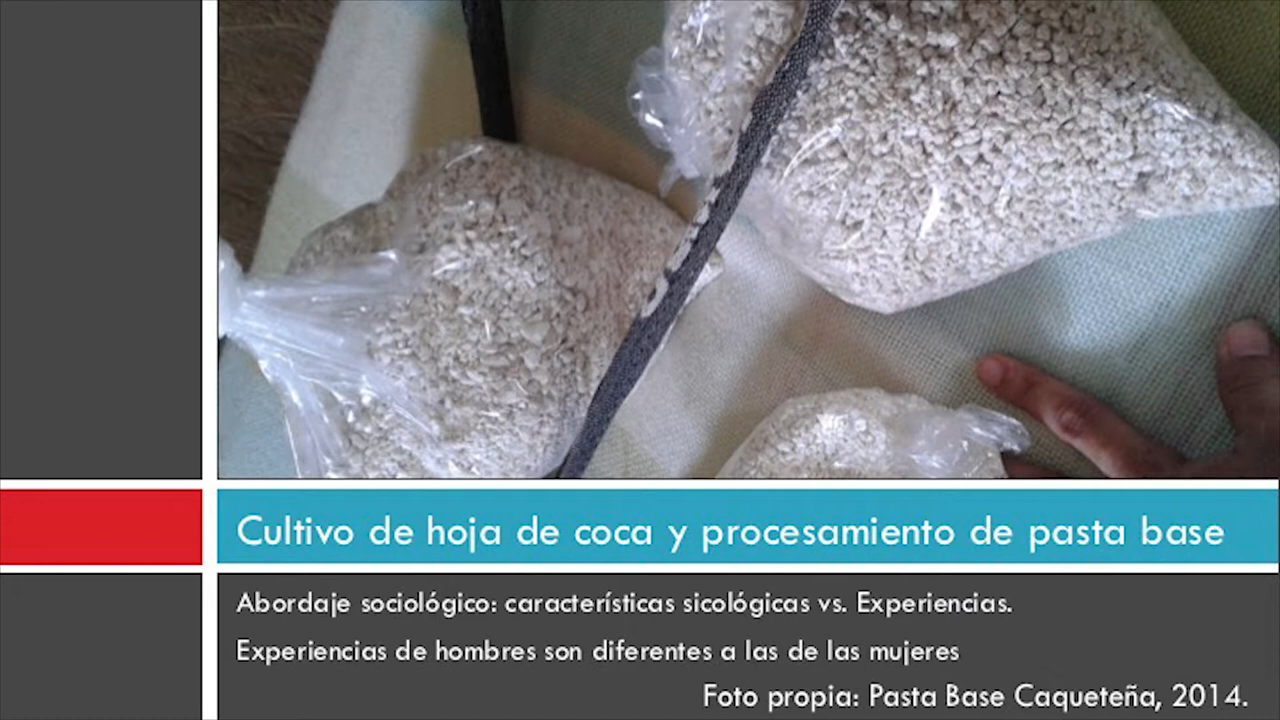 Cultivo de hoja de coca y procesamiento de pasta base
Abordaje sociológico: características sicológicas vs. Experiencias.
Experiencias de hombres son diferentes a las de las mujeres
Foto propia: Pasta Base Caqueteña, 2014.